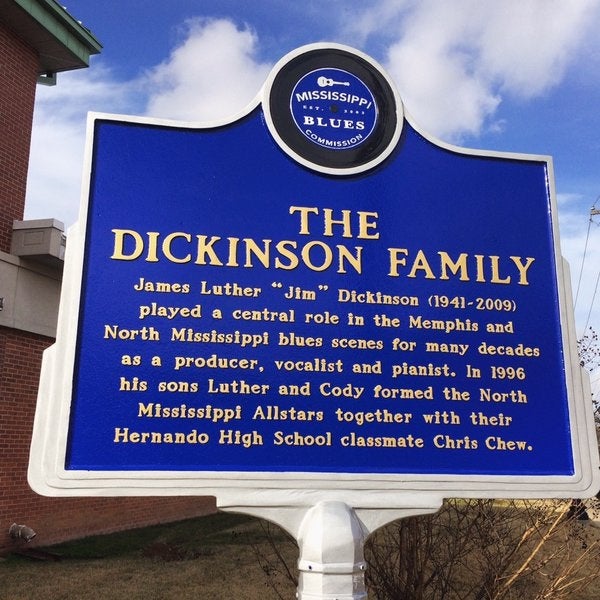 MISSISSIPPI
EST. 2003
BLUES
COMMISSION
THE
DICKINSON FAMILY
James Luther “Jim” Dickinson (1941-2009)
played a central role in the Memphis and
North Mississippi blues scenes for many decades
as a producer, vocalist and pianist. In 1996
his sons Luther and Cody formed the North
Mississippi Allstars together with their
Hernando High School classmate Chris Chew.